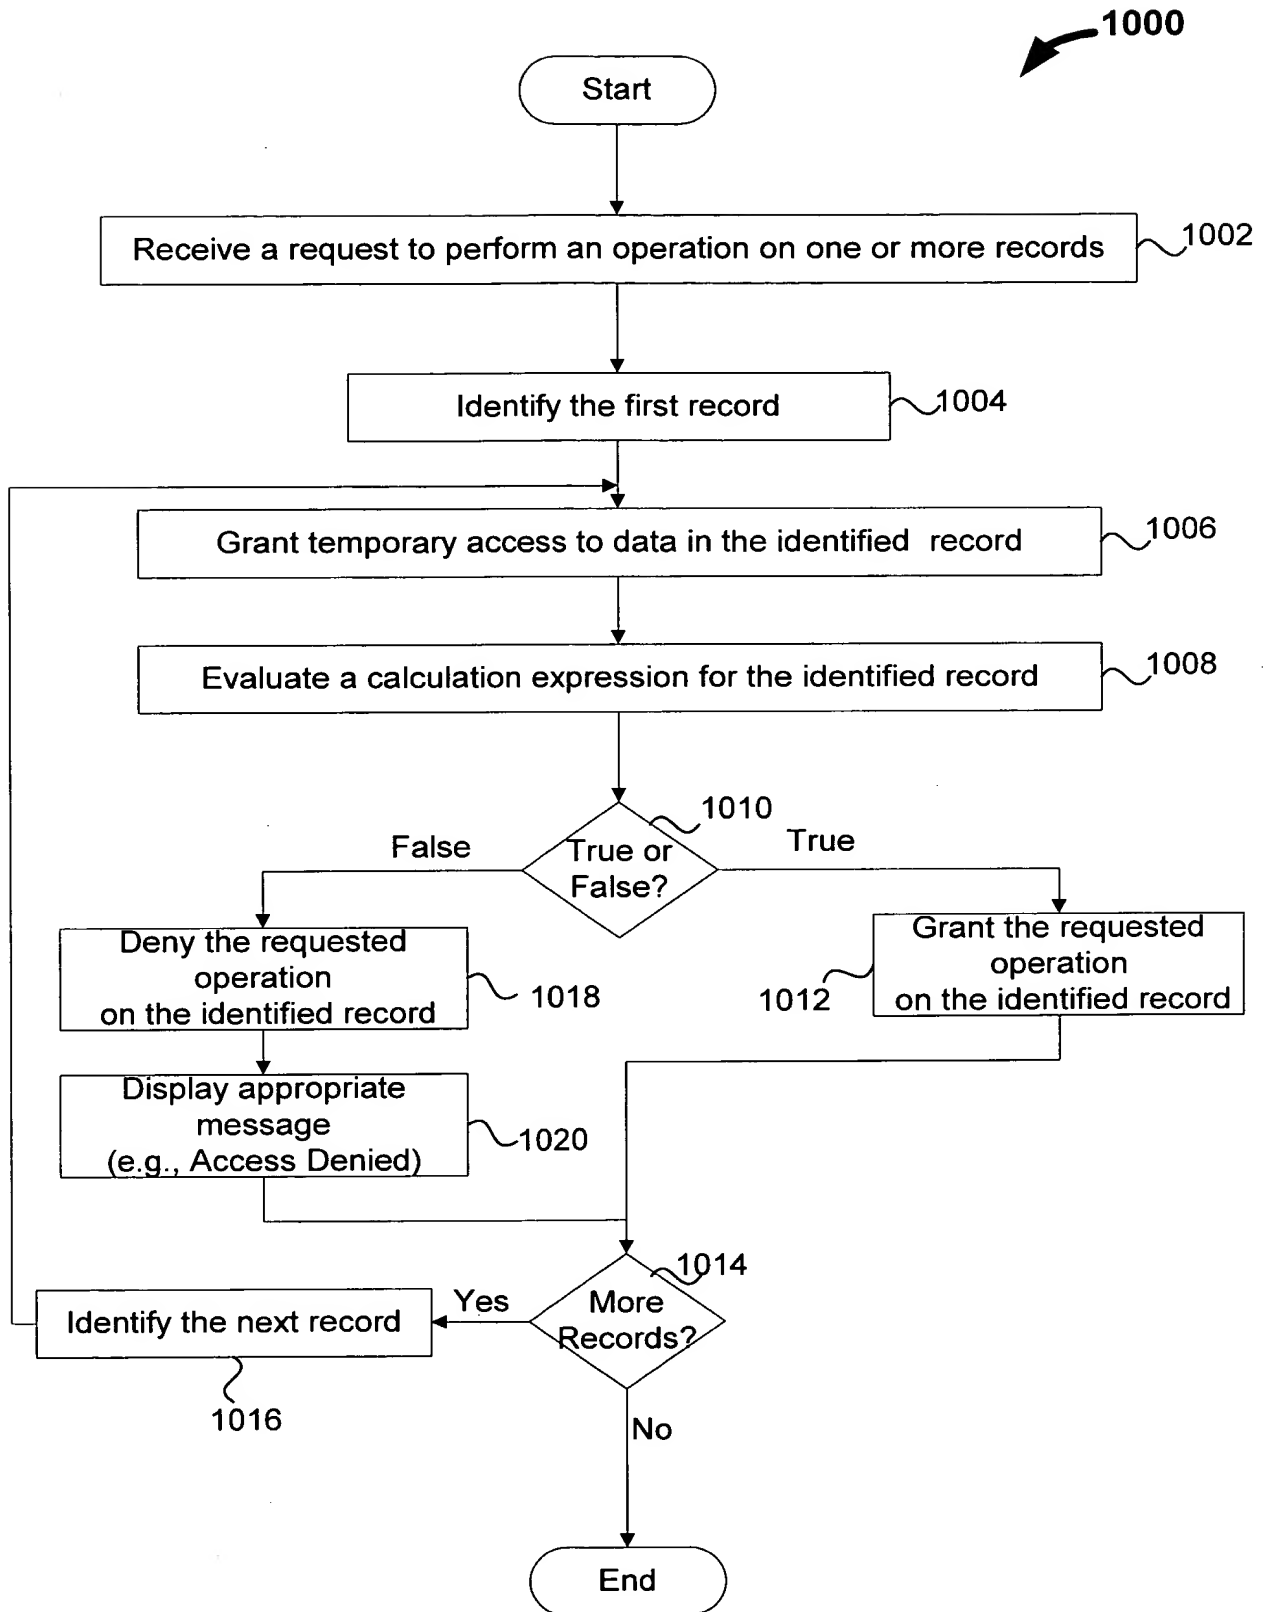 1000
Start
Receive a request to perform an operation on one or more records
1002
Identify the first record
1004
Grant temporary access to data in the identified record
1006
Evaluate a calculation expression for the identified record
1008
1010
True or
False?
False
True
Deny the requested
operation
on the identified record
1018
Grant the requested
operation
on the identified record
1012
Display appropriate
message
(e.g., Access Denied)
1020
1014
More
Records?
Yes
Identify the next record
1016
No
End